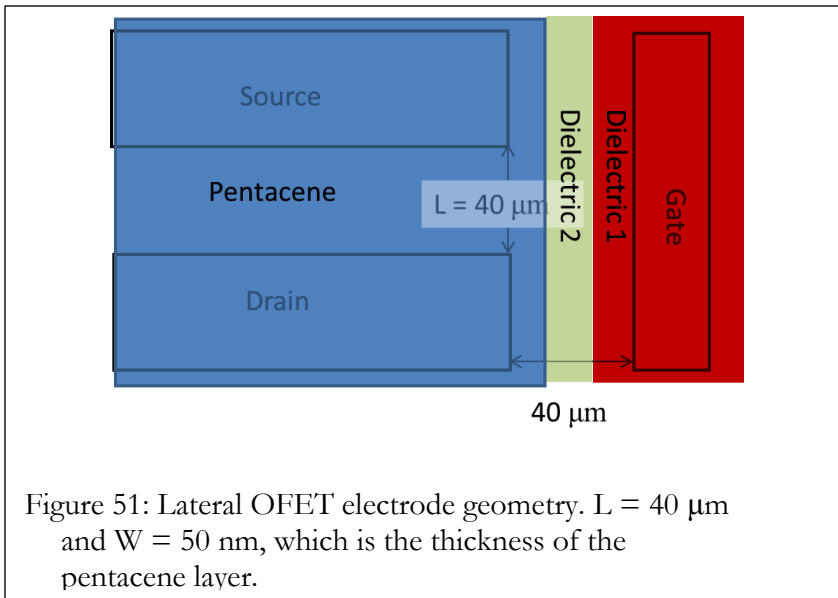 Source
Pentacene
L = 40 μm
Drain
Dielectric 2
Dielectric 1
Gate
40 μm
Figure 51: Lateral OFET electrode geometry. L = 40 μm
and W = 50 nm, which is the thickness of the
pentacene layer.